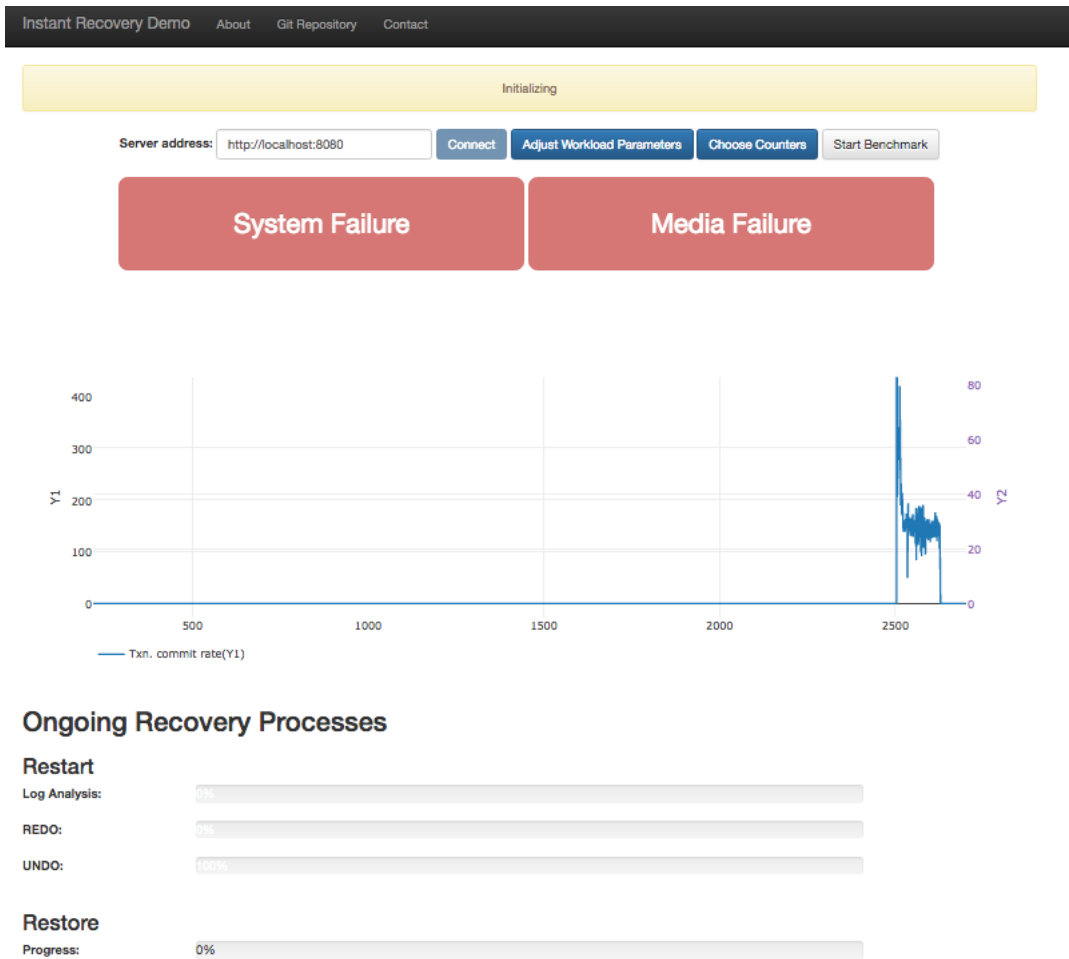 Instant Recovery Demo About Git Repository Contact
Initializing
Server address: http://localhost:8080 Connect Adjust Workload Parameters Choose Counters Start Benchmark
System Failure Media Failure
400
300
200
100
0
Y1
80
60
40
20
0
Y2
500 1000 1500 2000 2500
Txn. commit rate(Y1)
Ongoing Recovery Processes
Restart
Log Analysis: 0%
REDO: 0%
UNDO: 100%
Restore
Progress: 0%